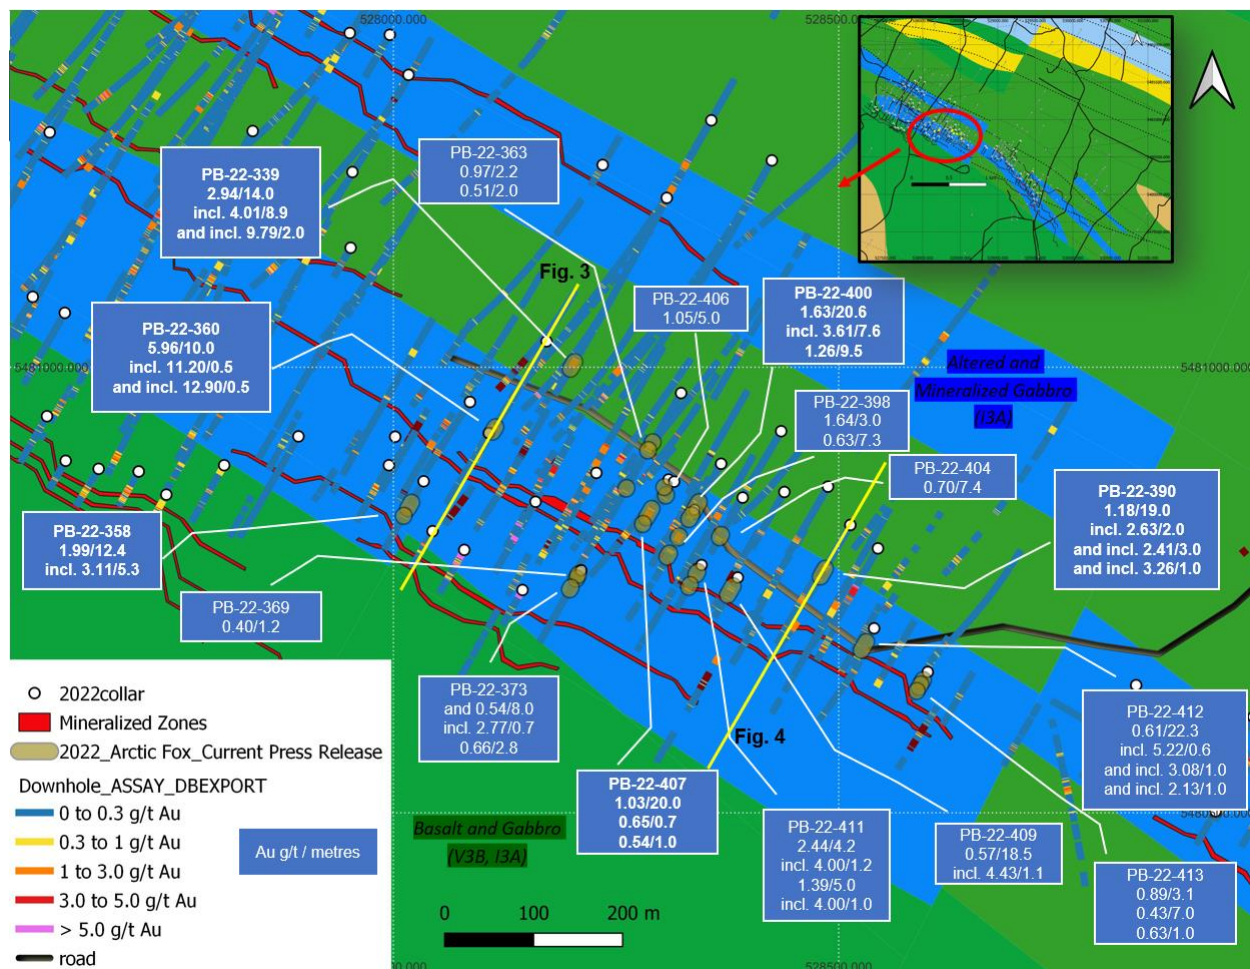 528000.000
528500.000
PB-22-363
0.97/2.2
0.51/2.0
PB-22-339
2.94/14.0
incl. 4.01/8.9
and incl. 9.79/2.0
Fig. 3
PB-22-406
1.05/5.0
PB-22-400
1.63/20.6
incl. 3.61/7.6
1.26/9.5
PB-22-360
5.96/10.0
incl. 11.20/0.5
and incl. 12.90/0.5
5481000.000
5481000.000
Altered and
Mineralized Gabbro
(I3A)
PB-22-398
1.64/3.0
0.63/7.3
PB-22-404
0.70/7.4
PB-22-390
1.18/19.0
incl. 2.63/2.0
and incl. 2.41/3.0
and incl. 3.26/1.0
PB-22-358
1.99/12.4
incl. 3.11/5.3
PB-22-369
0.40/1.2
PB-22-373
and 0.54/8.0
incl. 2.77/0.7
0.66/2.8
Fig. 4
PB-22-407
1.03/20.0
0.65/0.7
0.54/1.0
PB-22-412
0.61/22.3
incl. 5.22/0.6
and incl. 3.08/1.0
and incl. 2.13/1.0
PB-22-411
2.44/4.2
incl. 4.00/1.2
1.39/5.0
incl. 4.00/1.0
PB-22-409
0.57/18.5
incl. 4.43/1.1
PB-22-413
0.89/3.1
0.43/7.0
0.63/1.0
Basalt and Gabbro
(V3B, I3A)
2022collar
Mineralized Zones
2022_Arctic Fox_Current Press Release
Downhole_ASSAY_DBEXPORT
0 to 0.3 g/t Au
0.3 to 1 g/t Au
1 to 3.0 g/t Au
3.0 to 5.0 g/t Au
> 5.0 g/t Au
road
Au g/t / metres
0 100 200 m
528500.000